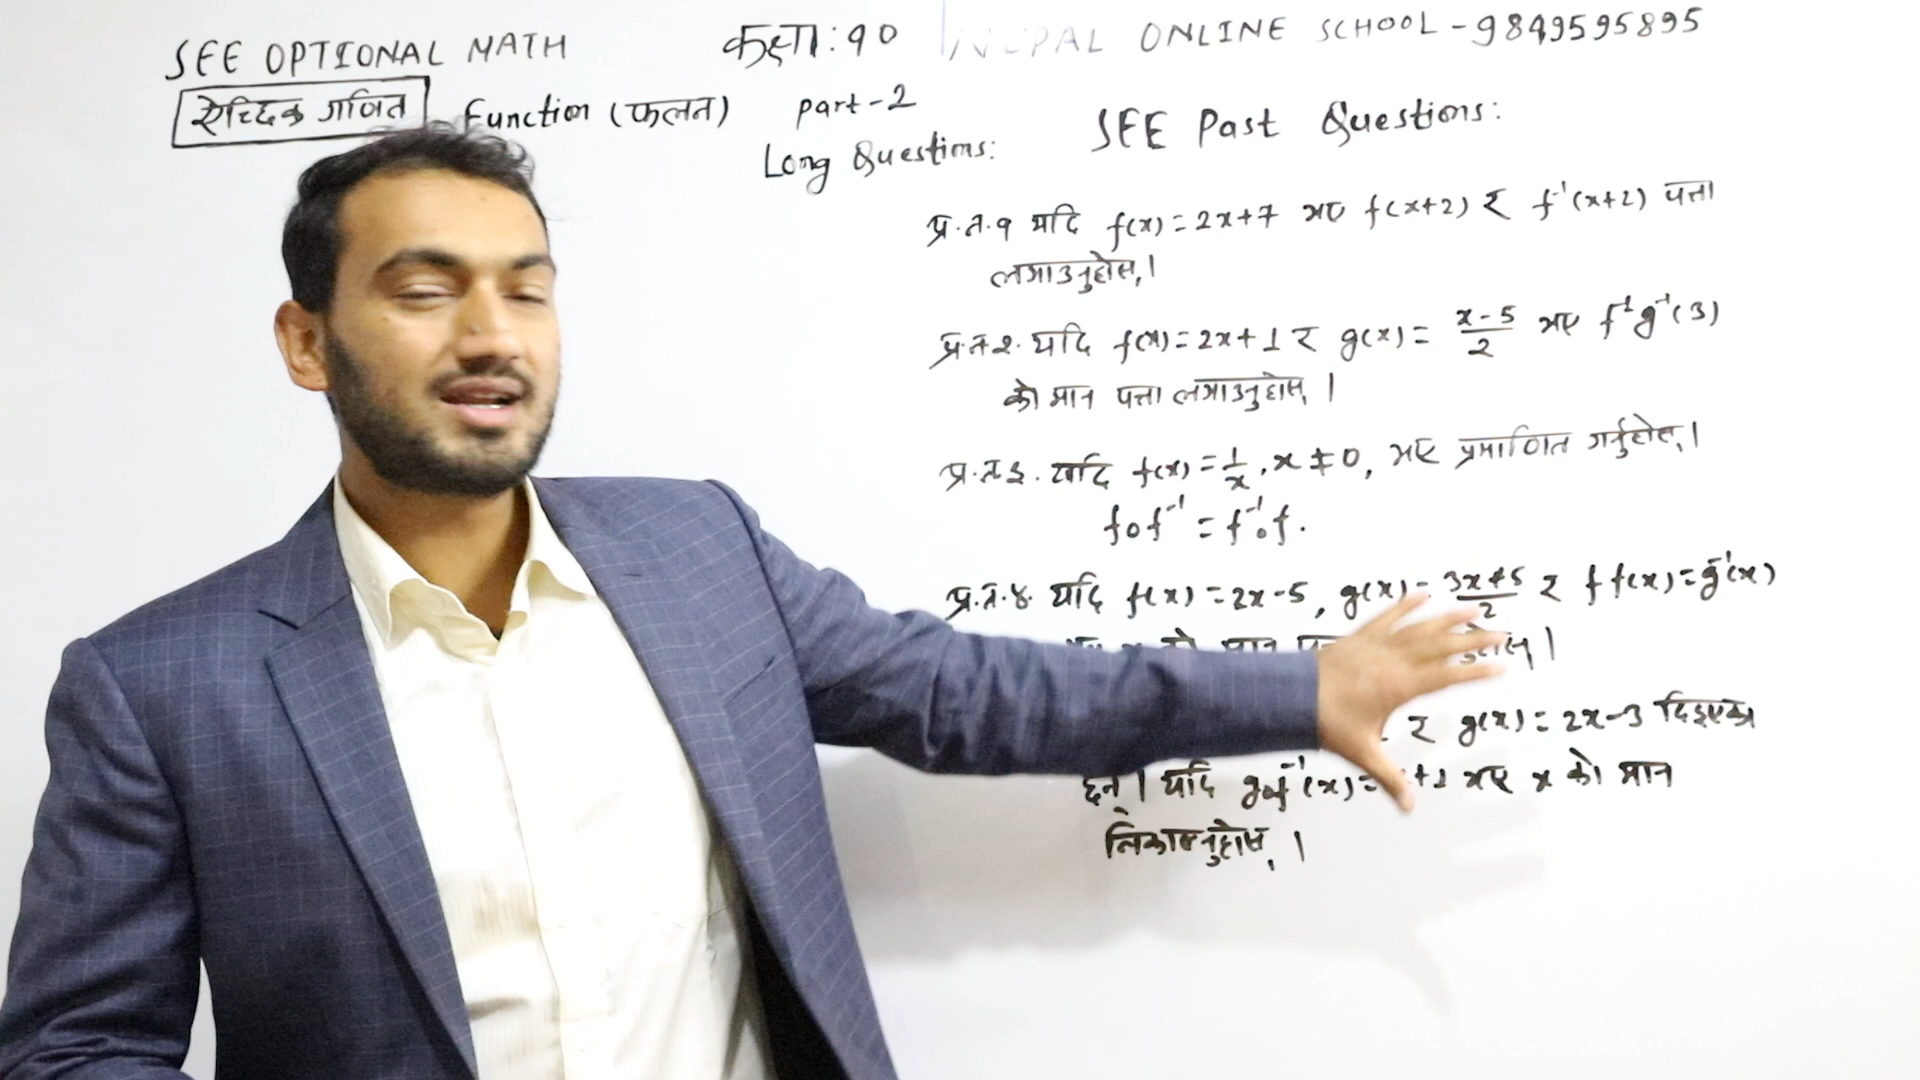 SEE OPTIONAL MATH कक्षा: १० NEPAL ONLINE SCHOOL - 9849595895
ऐच्छिक गणित Function (फलन) part-2
Long Questions: SEE Past Questions:
प्र.नं.१ यदि f(x) = 2x+7 भए f(x+2) र f⁻¹(x+2) पत्ता
लगाउनुहोस् ।
प्र.नं.२. यदि f(x) = 2x+1 र g(x) = (x-5)/2 भए f⁻¹g⁻¹(3)
को मान पत्ता लगाउनुहोस् ।
प्र.नं.३. यदि f(x) = 1/x, x ≠ 0, भए प्रमाणित गर्नुहोस् ।
fof⁻¹ = f⁻¹of.
प्र.नं.४. यदि f(x) = 2x-5, g(x) = (3x+5)/2 र ff(x) = g⁻¹(x)
को मान
र g(x) = 2x-3 दिइएका
छन् । यदि gof⁻¹(x) = +1 भए x को मान
निकाल्नुहोस् ।